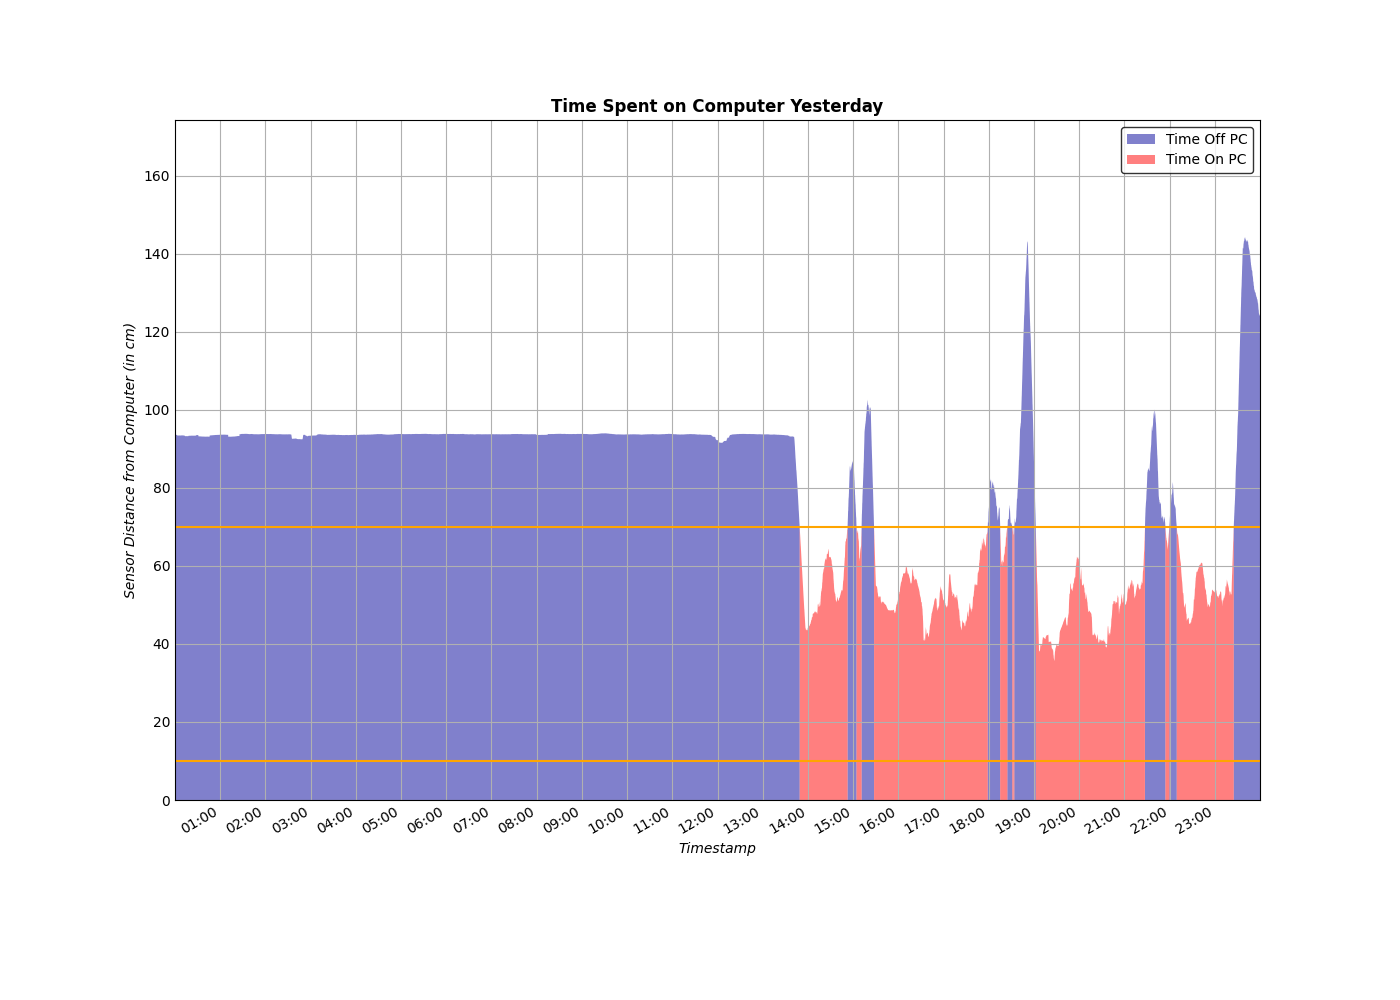 Time Spent on Computer Yesterday
Time Off PC
Time On PC
Sensor Distance from Computer (in cm)
160
140
120
100
80
60
40
20
0
01:00 02:00 03:00 04:00 05:00 06:00 07:00 08:00 09:00 10:00 11:00 12:00 13:00 14:00 15:00 16:00 17:00 18:00 19:00 20:00 21:00 22:00 23:00
Timestamp